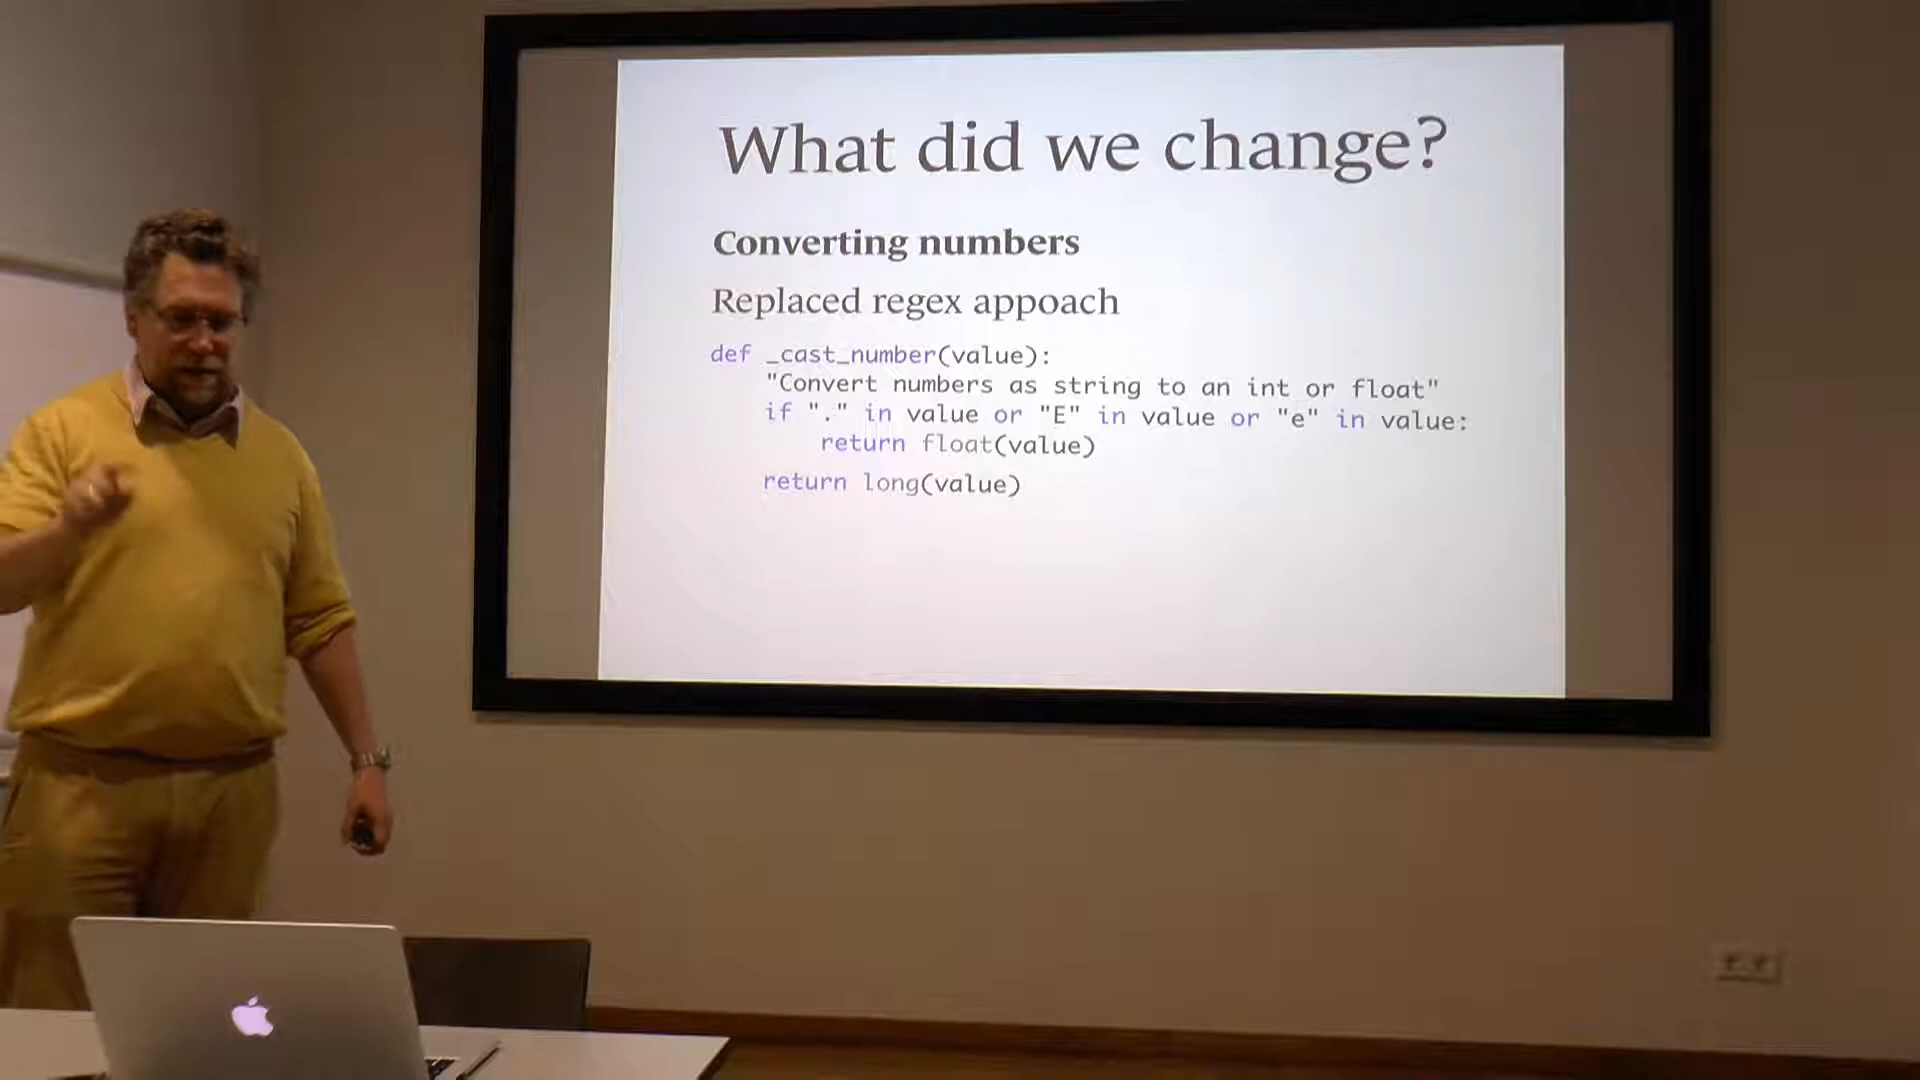 What did we change?
Converting numbers
Replaced regex appoach
def _cast_number(value):
"Convert numbers as string to an int or float"
if "." in value or "E" in value or "e" in value:
return float(value)
return long(value)